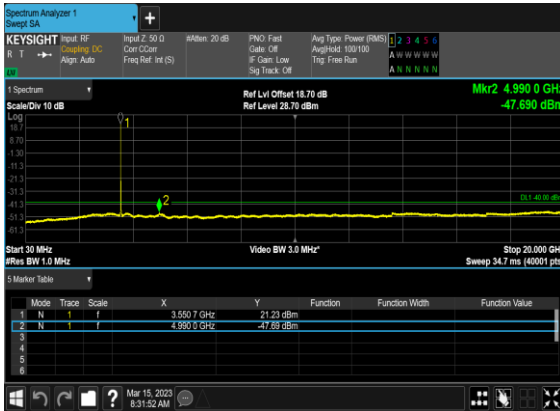 Spectrum Analyzer 1
Swept SA
KEYSIGHT
R T
Input: RF
Coupling: DC
Align: Auto
Input Z: 50 Ω
Corr CCorr
Freq Ref: Int (S)
#Atten: 20 dB
PNO: Fast
Gate: Off
IF Gain: Low
Sig Track: Off
Avg Type: Power (RMS)
Avg|Hold: 100/100
Trig: Free Run
1 2 3 4 5 6
A W W W W W
A N N N N N
1 Spectrum
Scale/Div 10 dB
Ref Lvl Offset 18.70 dB
Ref Level 28.70 dBm
Mkr2 4.990 0 GHz
-47.690 dBm
Log
18.7
8.70
-1.30
-11.3
-21.3
-31.3
-41.3
-51.3
-61.3
1
2
DL1 -40.00 dBm
Start 30 MHz
#Res BW 1.0 MHz
Video BW 3.0 MHz*
Stop 20.000 GHz
Sweep 34.7 ms (40001 pts)
5 Marker Table
Mode Trace Scale X Y Function Function Width Function Value
1 N 1 f 3.550 7 GHz 21.23 dBm
2 N 1 f 4.990 0 GHz -47.69 dBm
3
4
5
6
?
Mar 15, 2023
8:31:52 AM